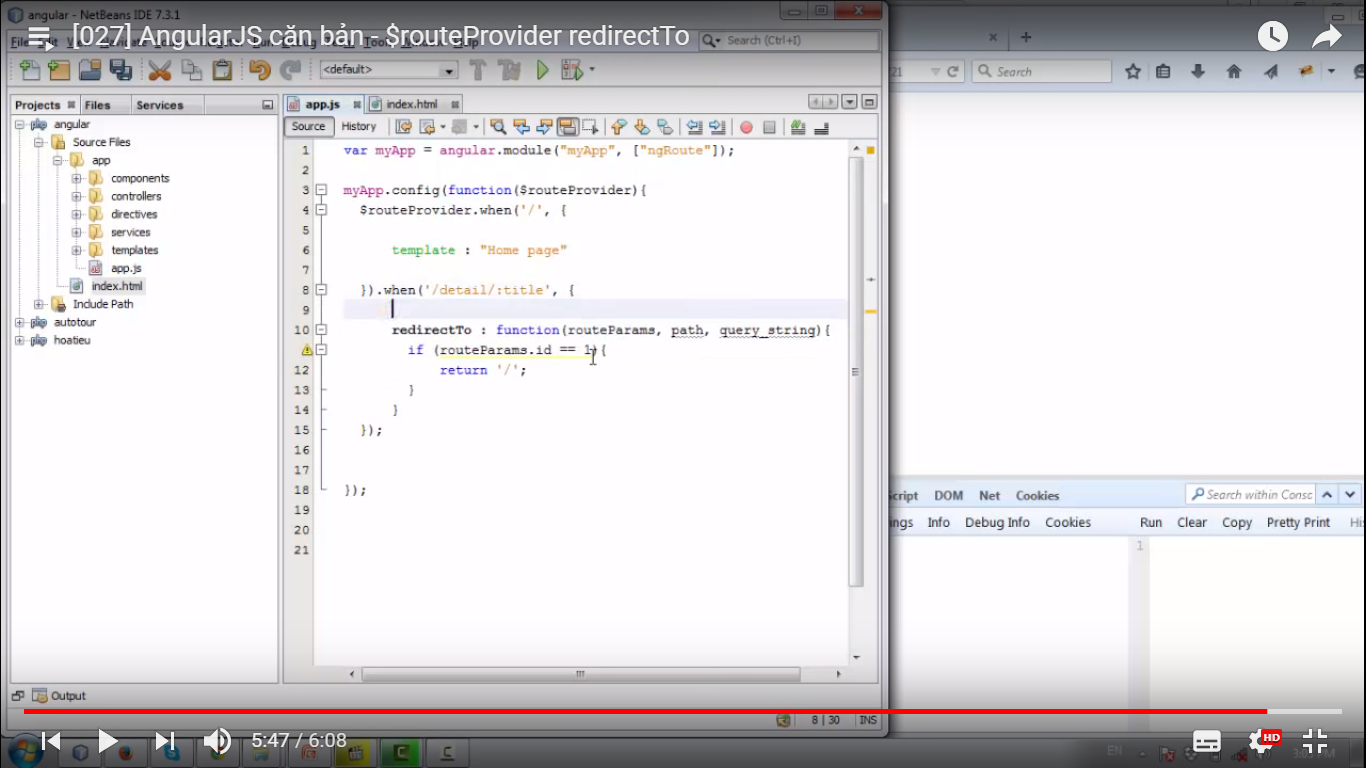 angular - NetBeans IDE 7.3.1
[027] AngularJS căn bản - $routeProvider redirectTo
File Edit
Search (Ctrl+I)
<default>
Search
Projects Files Services
app.js index.html
Source History
angular
Source Files
app
components
controllers
directives
services
templates
app.js
index.html
Include Path
autotour
hoatieu
1 var myApp = angular.module("myApp", ["ngRoute"]);
2
3 myApp.config(function($routeProvider){
4 $routeProvider.when('/', {
5
6 template : "Home page"
7
8 }).when('/detail/:title', {
9
10 redirectTo : function(routeParams, path, query_string){
if (routeParams.id == 1){
12 return '/';
13 }
14 }
15 });
16
17
18 });
19
20
21
Script DOM Net Cookies
Search within Consc
Info Debug Info Cookies
Run Clear Copy Pretty Print
1
Output
8 | 30 INS
5:47 / 6:08
HD
EN